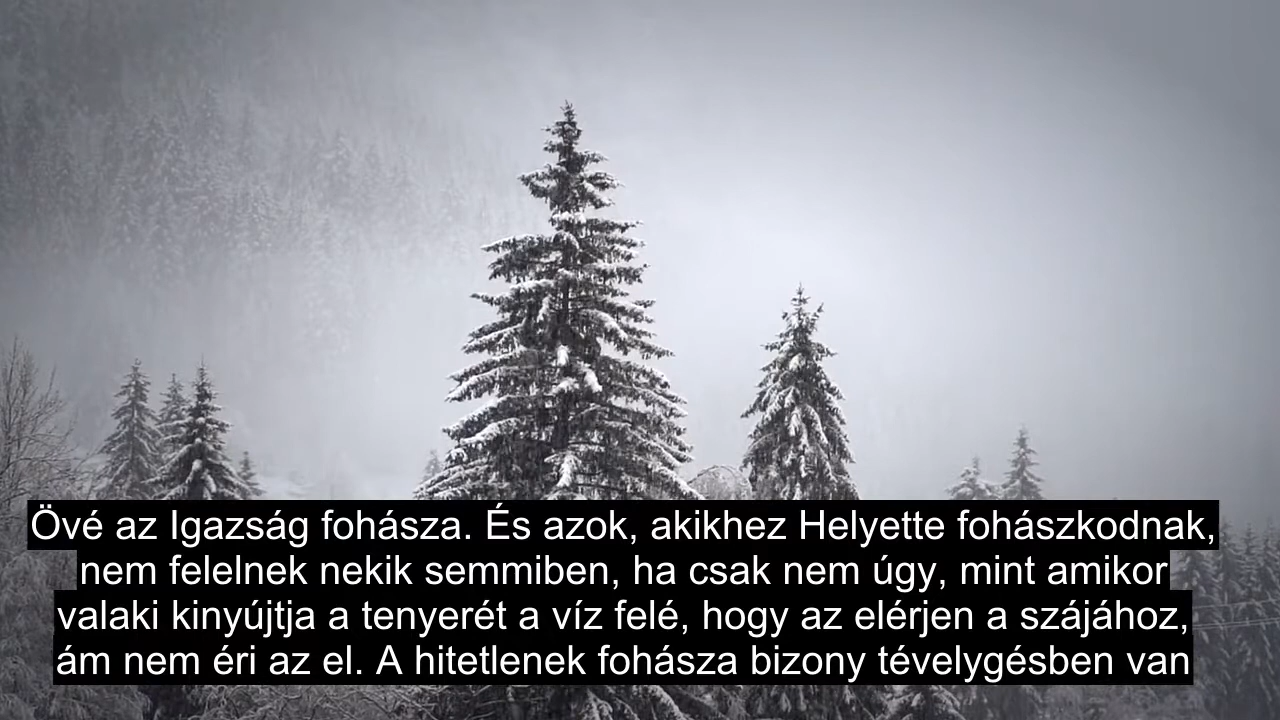 Övé az Igazság fohásza. És azok, akikhez Helyette fohászkodnak,
nem felelnek nekik semmiben, ha csak nem úgy, mint amikor
valaki kinyújtja a tenyerét a víz felé, hogy az elérjen a szájához,
ám nem éri az el. A hitetlenek fohásza bizony tévelygésben van